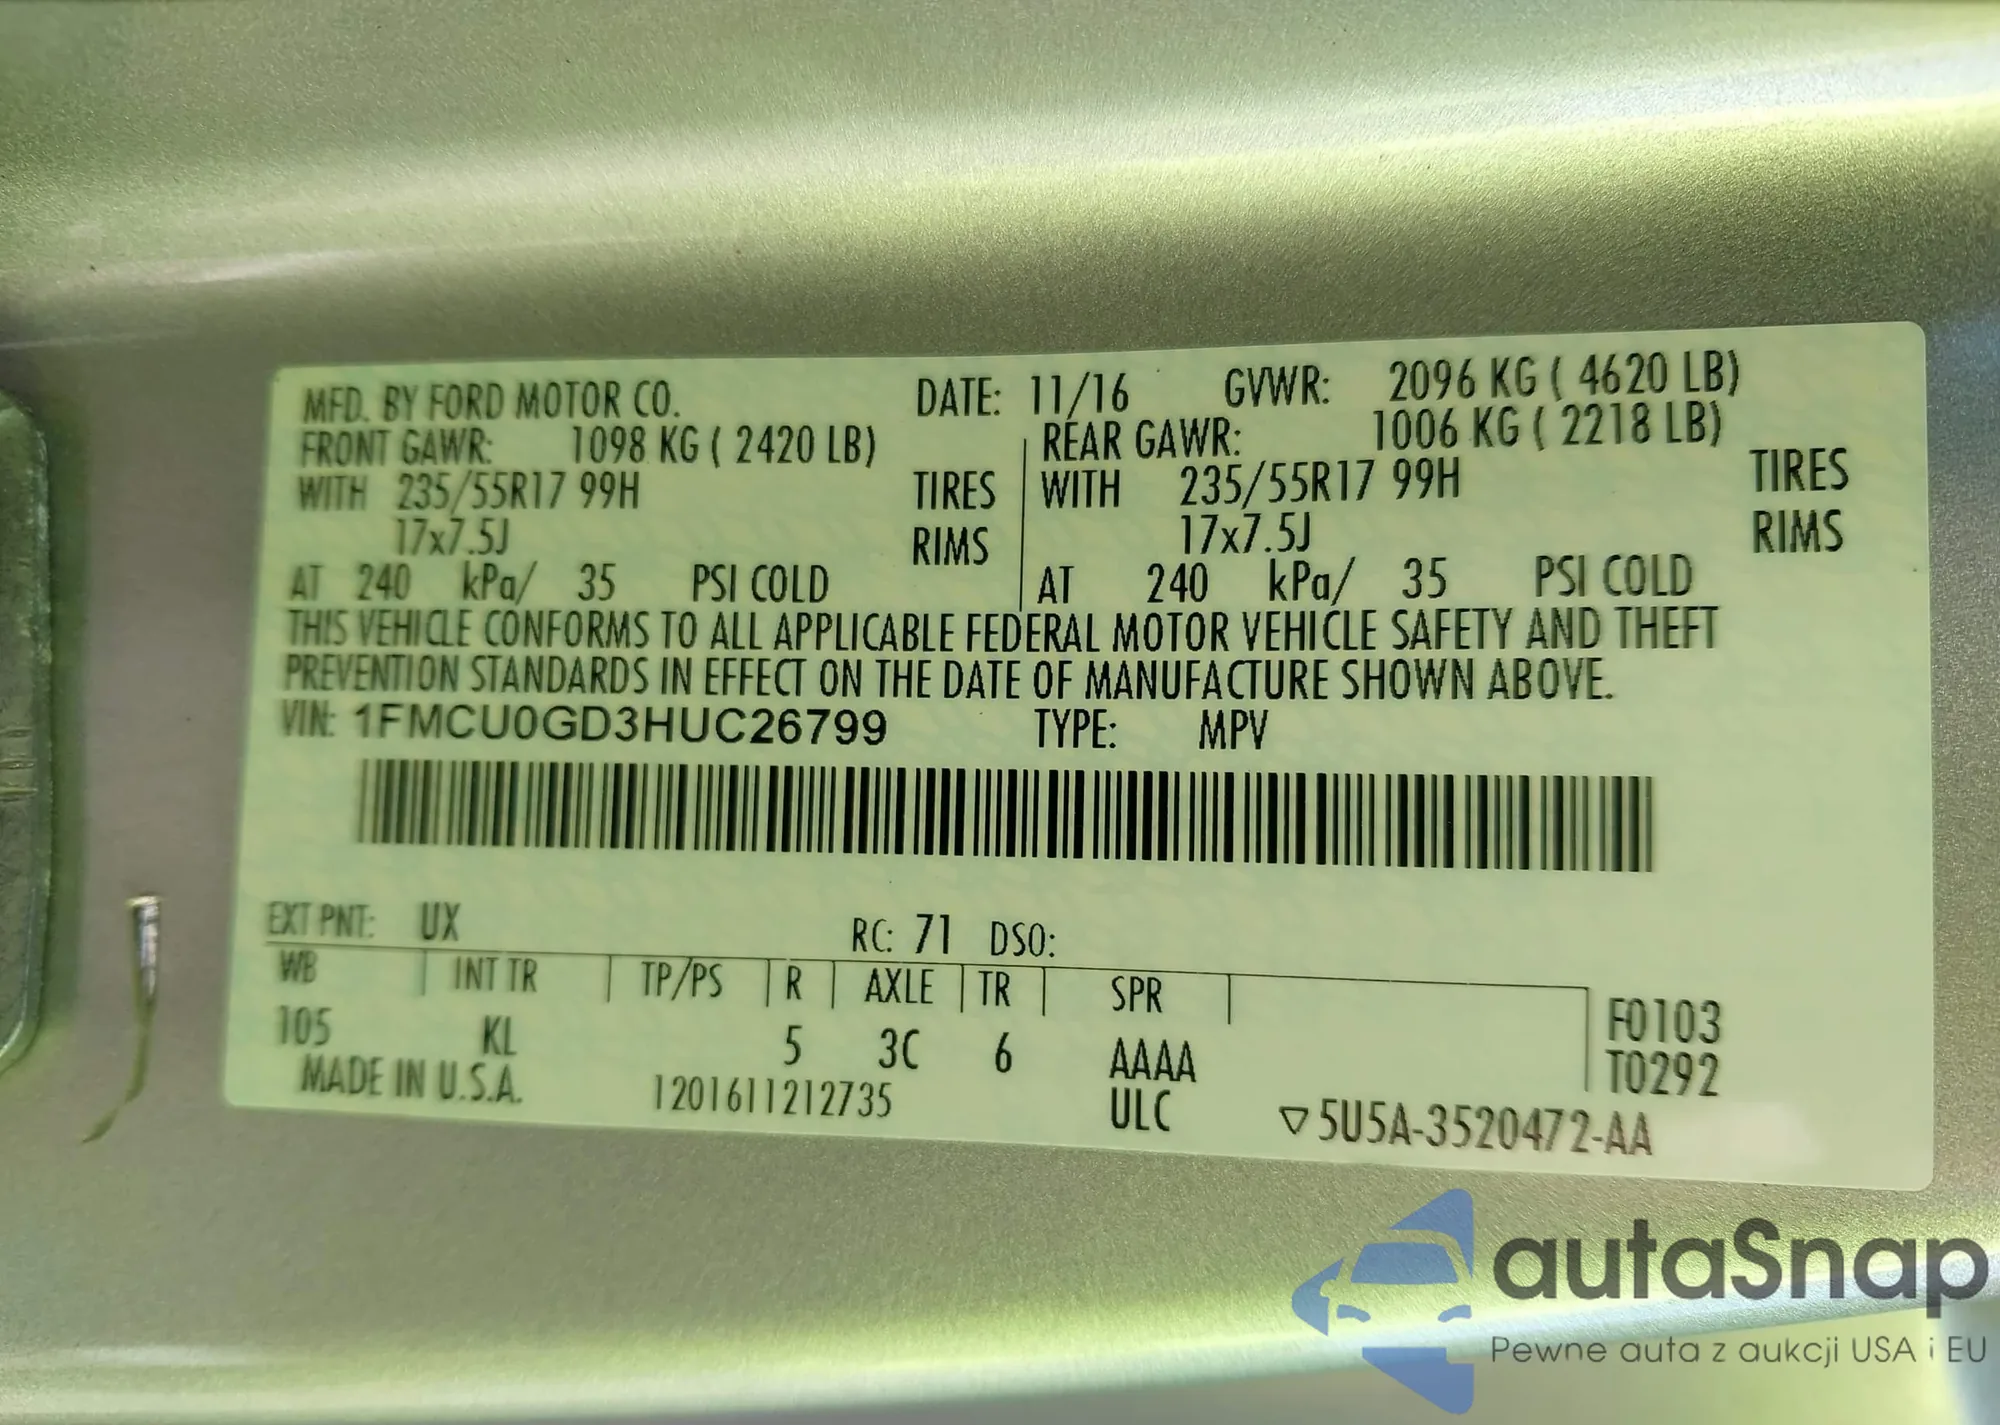 MFD. BY FORD MOTOR CO. DATE: 11/16 GVWR: 2096 KG ( 4620 LB)
FRONT GAWR: 1098 KG ( 2420 LB) REAR GAWR: 1006 KG ( 2218 LB)
WITH 235/55R17 99H TIRES WITH 235/55R17 99H TIRES
17x7.5J RIMS 17x7.5J RIMS
AT 240 kPa/ 35 PSI COLD AT 240 kPa/ 35 PSI COLD
THIS VEHICLE CONFORMS TO ALL APPLICABLE FEDERAL MOTOR VEHICLE SAFETY AND THEFT
PREVENTION STANDARDS IN EFFECT ON THE DATE OF MANUFACTURE SHOWN ABOVE.
VIN: 1FMCU0GD3HUC26799 TYPE: MPV
EXT PNT: UX RC: 71 DSO:
WB INT TR TP/PS R AXLE TR SPR
105 KL 5 3C 6 AAAA F0103
T0292
MADE IN U.S.A. 1201611212735 ULC ▽5U5A-3520472-AA
autaSnap
Pewne auta z aukcji USA i EU